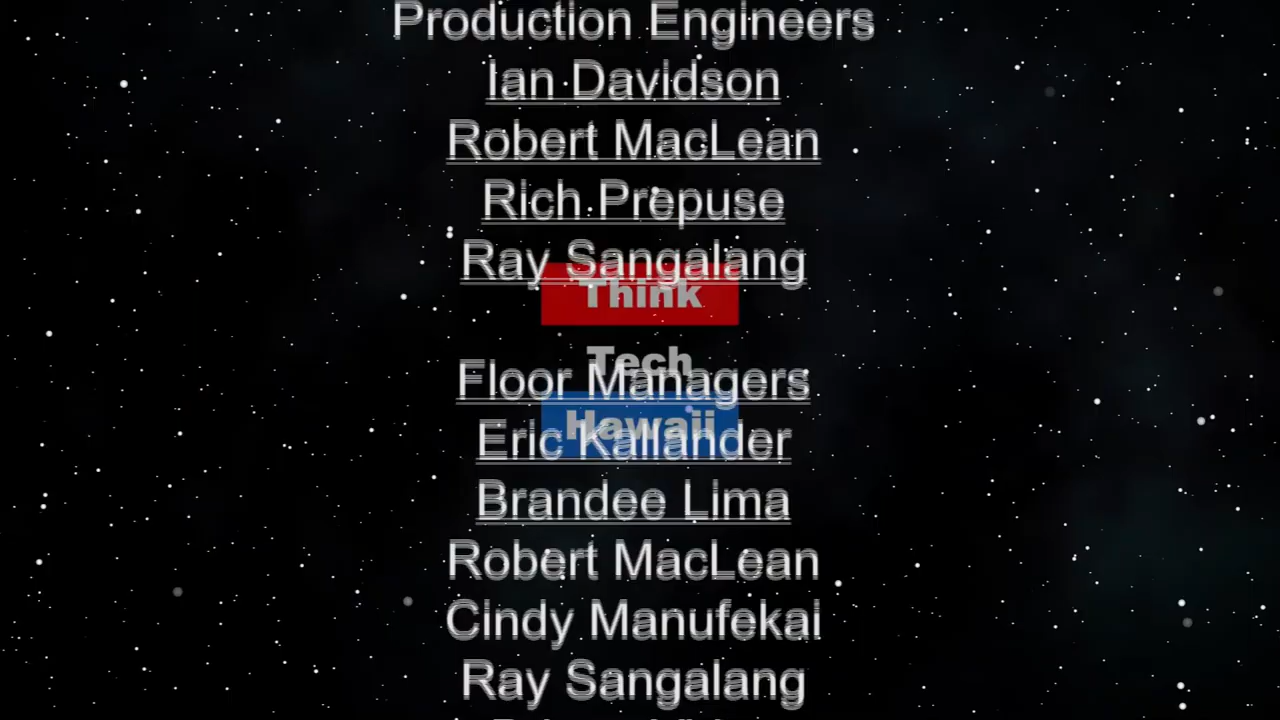 Production Engineers
Ian Davidson
Robert MacLean
Rich Prepuse
Ray Sangalang
Think
Tech
Floor Managers
Hawaii
Eric Kallander
Brandee Lima
Robert MacLean
Cindy Manufekai
Ray Sangalang